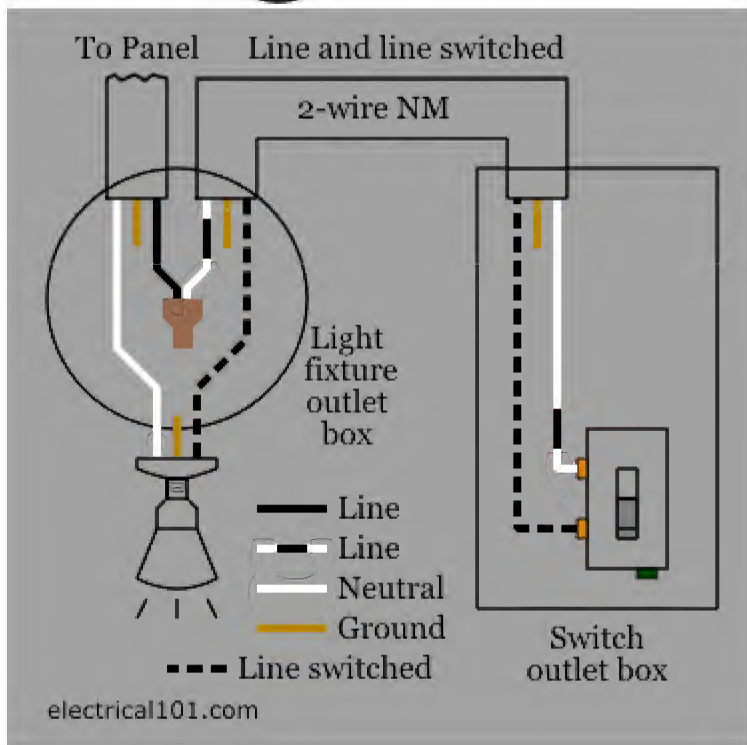 To Panel
Line and line switched
2-wire NM
Light
fixture
outlet
box
Line
Line
Neutral
Ground
Line switched
Switch
outlet box
electrical101.com